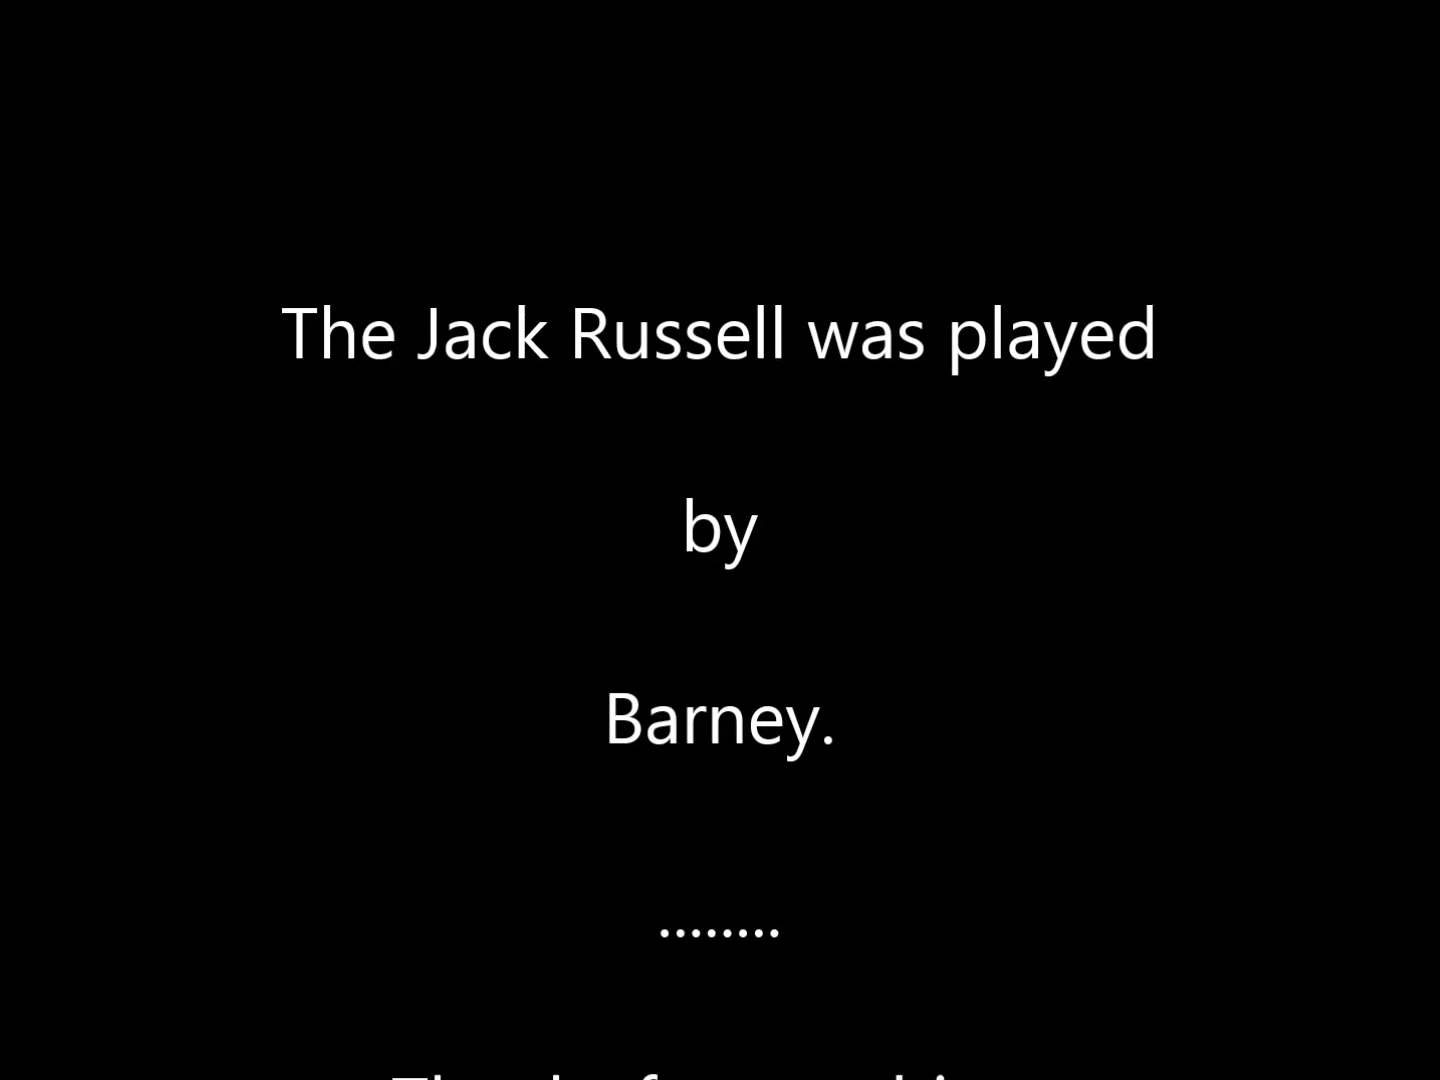 The Jack Russell was played
by
Barney.
........